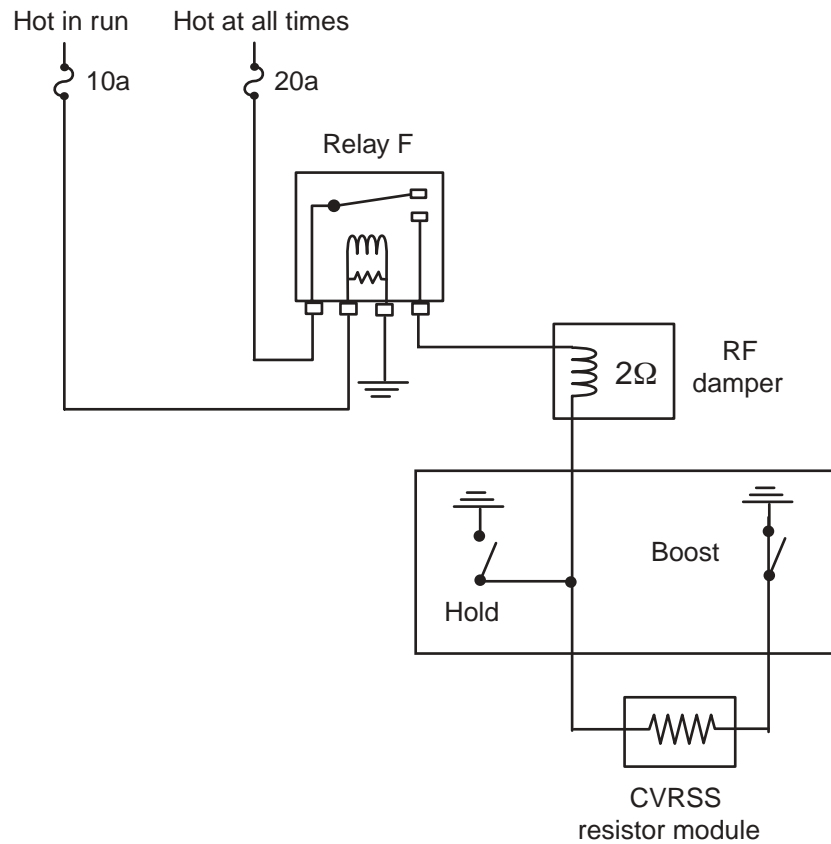 Hot in run
Hot at all times
10a
20a
Relay F
2Ω
RF
damper
Boost
Hold
CVRSS
resistor module